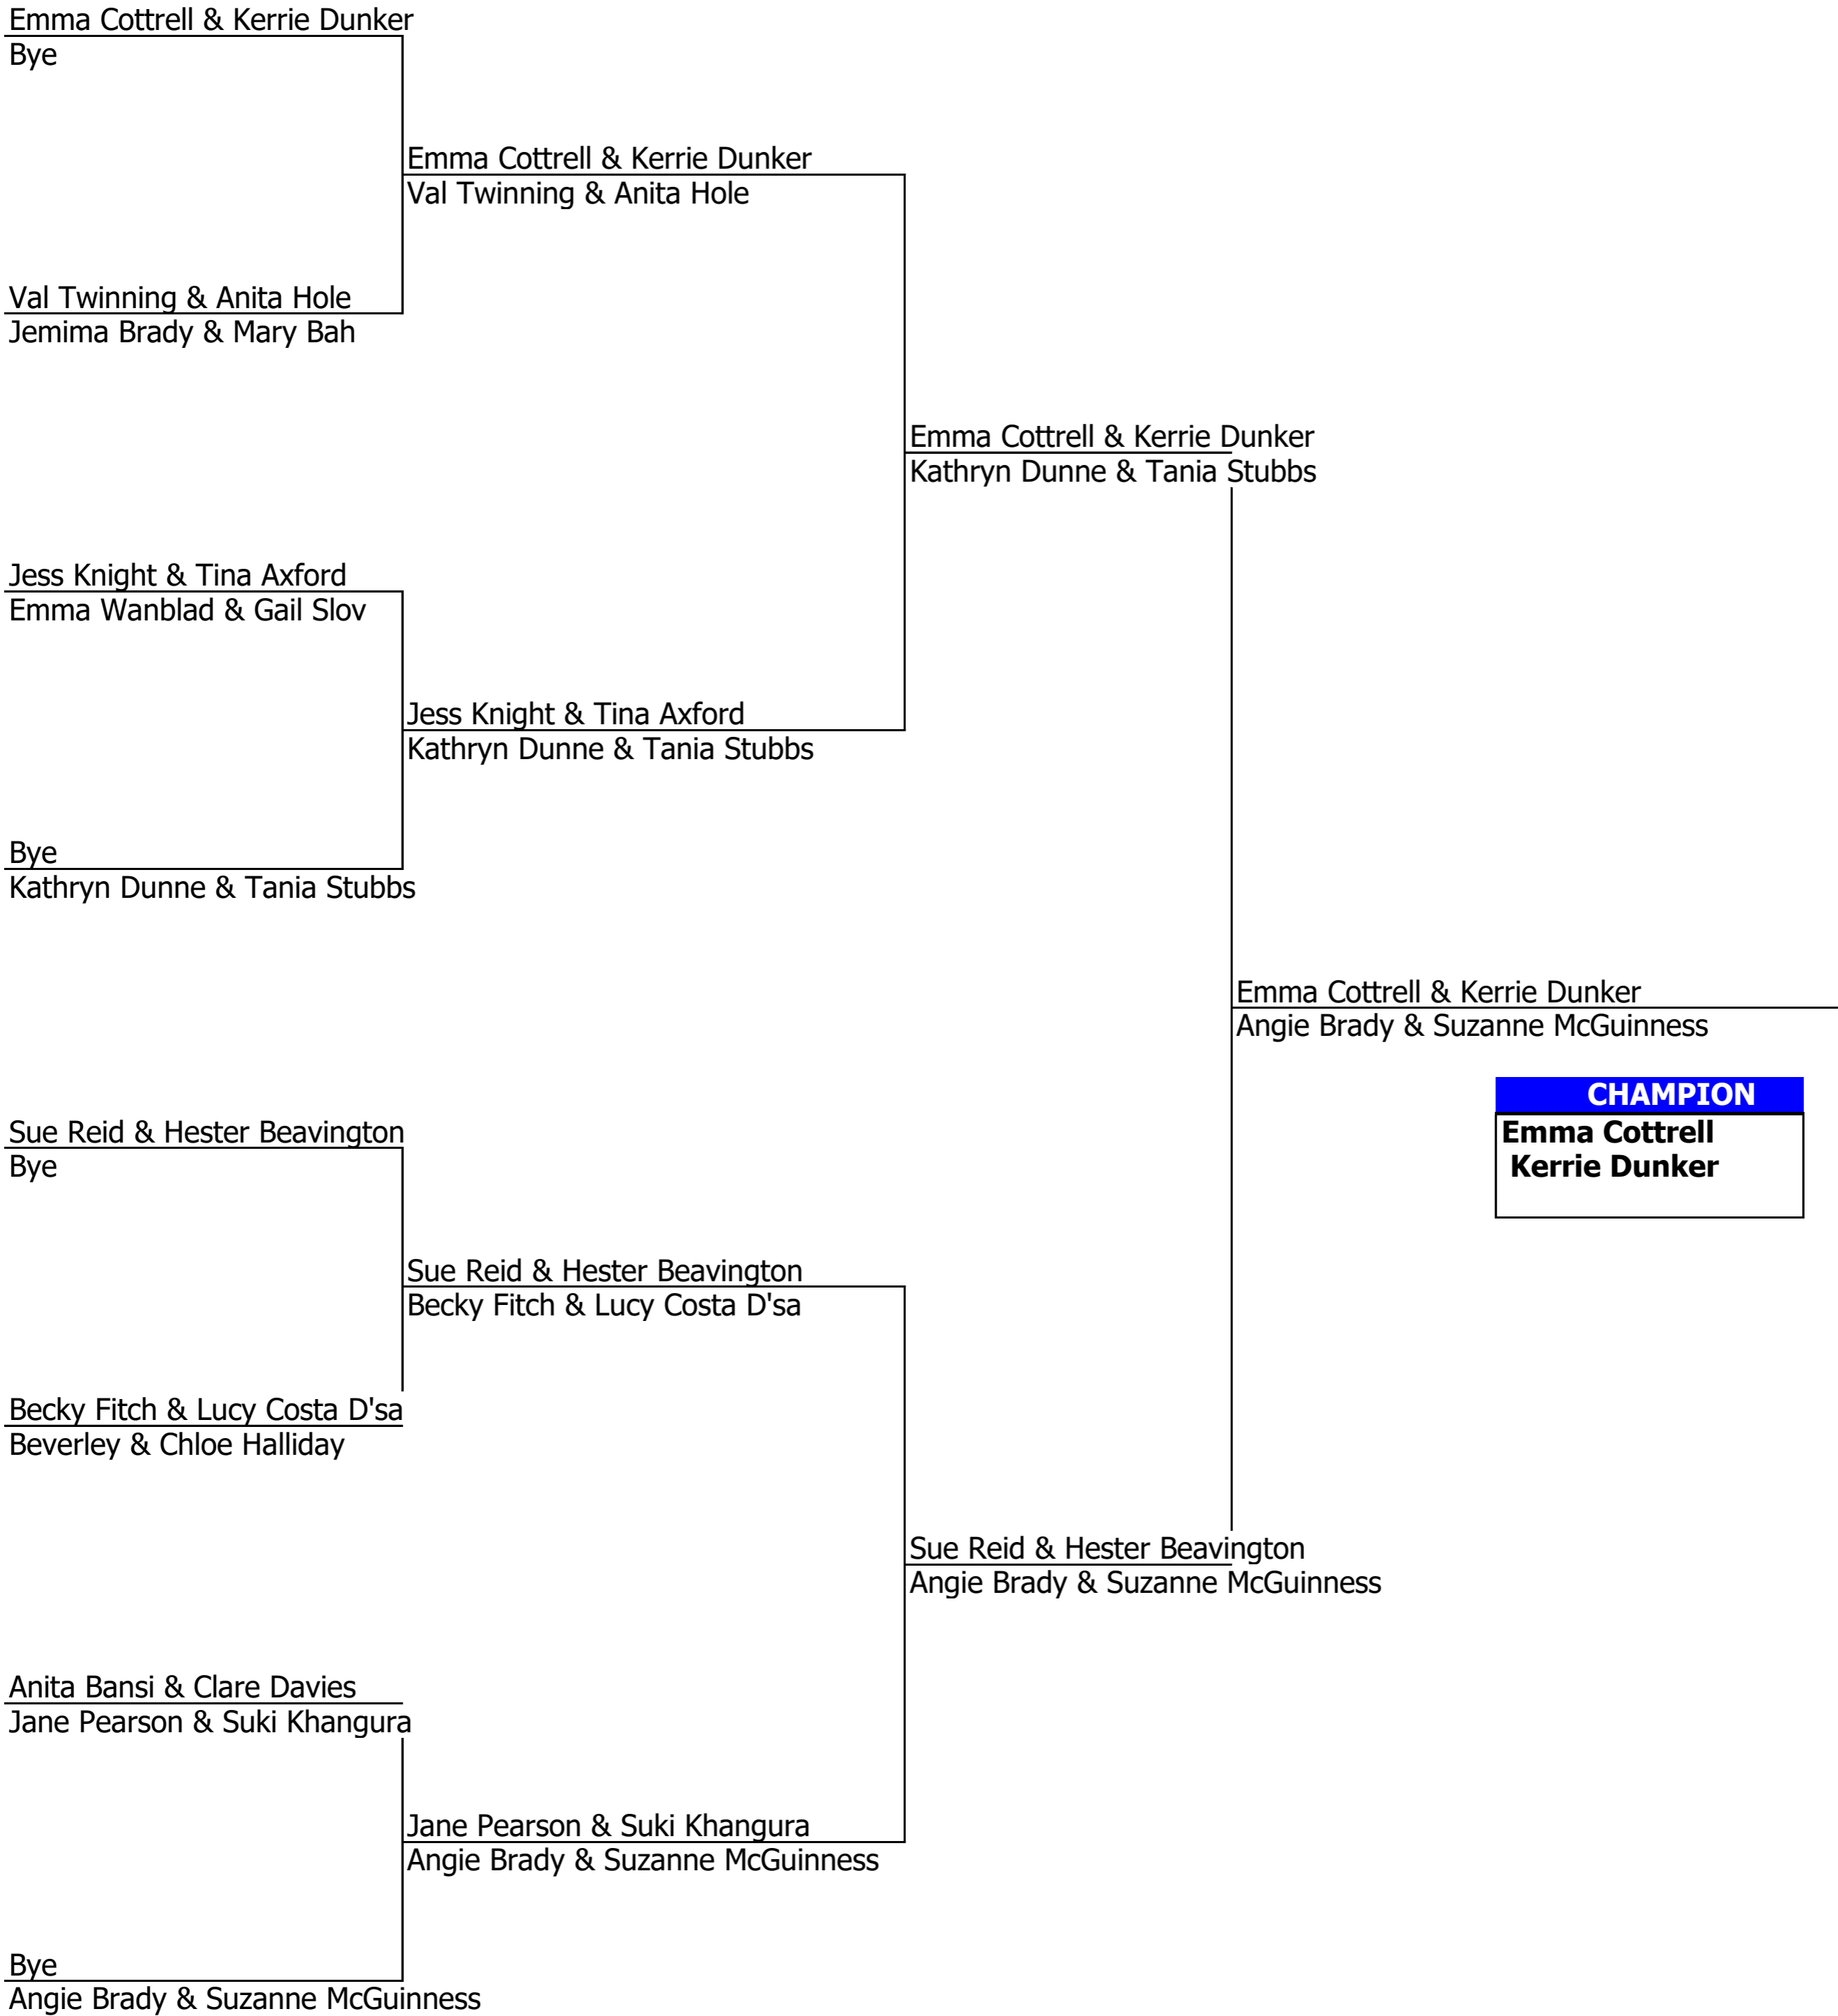 Emma Cottrell & Kerrie Dunker
Bye
Emma Cottrell & Kerrie Dunker
Val Twinning & Anita Hole
Val Twinning & Anita Hole
Jemima Brady & Mary Bah
Emma Cottrell & Kerrie Dunker
Kathryn Dunne & Tania Stubbs
Jess Knight & Tina Axford
Emma Wanblad & Gail Slov
Jess Knight & Tina Axford
Kathryn Dunne & Tania Stubbs
Bye
Kathryn Dunne & Tania Stubbs
Emma Cottrell & Kerrie Dunker
Angie Brady & Suzanne McGuinness
CHAMPION
Emma Cottrell
Kerrie Dunker
Sue Reid & Hester Beavington
Bye
Sue Reid & Hester Beavington
Becky Fitch & Lucy Costa D'sa
Becky Fitch & Lucy Costa D'sa
Beverley & Chloe Halliday
Sue Reid & Hester Beavington
Angie Brady & Suzanne McGuinness
Anita Bansi & Clare Davies
Jane Pearson & Suki Khangura
Jane Pearson & Suki Khangura
Angie Brady & Suzanne McGuinness
Bye
Angie Brady & Suzanne McGuinness